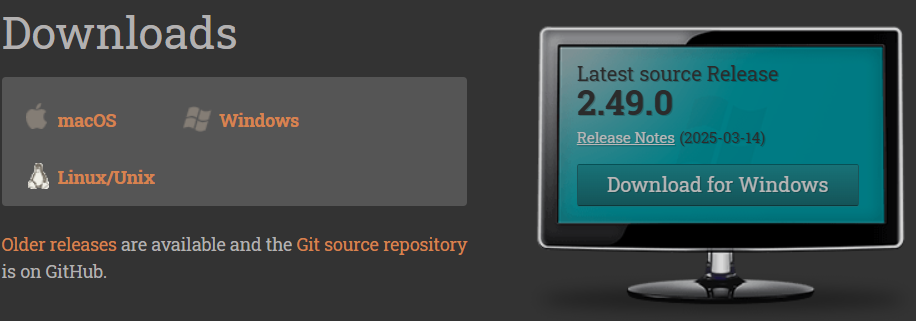 Downloads
macOS
Windows
Linux/Unix
Older releases are available and the Git source repository
is on GitHub.
Latest source Release
2.49.0
Release Notes (2025-03-14)
Download for Windows